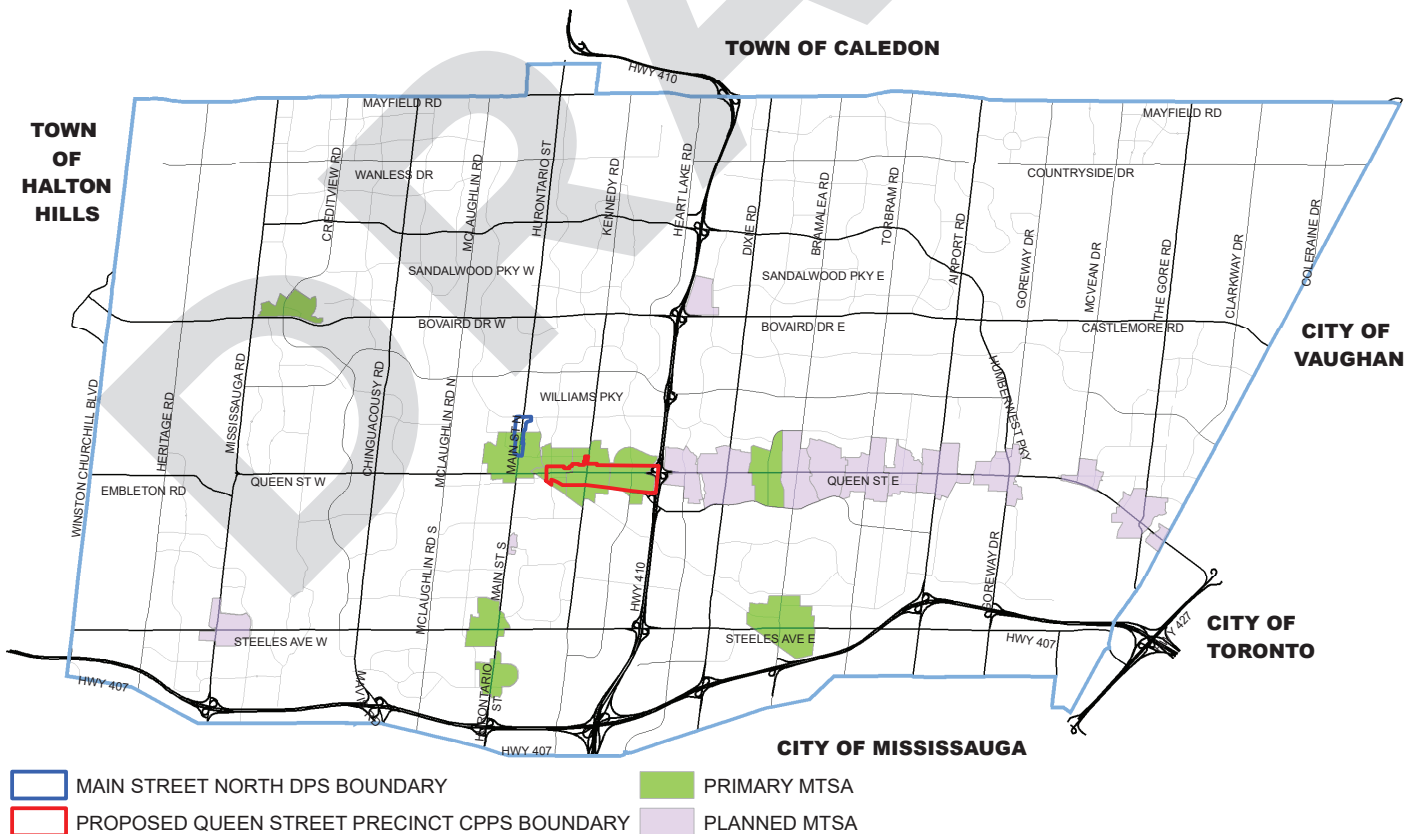 TOWN OF CALEDON
HWY 410
MAYFIELD RD
MAYFIELD RD
TOWN
OF
HALTON
HILLS
WANLESS DR
COUNTRYSIDE DR
CREDITVIEW RD
MCLAUGHLIN RD
HURONTARIO ST
KENNEDY RD
HEART LAKE RD
DIXIE RD
BRAMALEA RD
TORBRAM RD
AIRPORT RD
GOREWAY DR
MCVEAN DR
THE GORE RD
CLARKWAY DR
COLERAINE DR
SANDALWOOD PKY W
SANDALWOOD PKY E
BOVAIRD DR W
BOVAIRD DR E
CASTLEMORE RD
CITY OF
VAUGHAN
WINSTON CHURCHILL BLVD
HERITAGE RD
MISSISSAUGA RD
CHINGUACOUSY RD
MCLAUGHLIN RD N
MAIN ST N
WILLIAMS PKY
HUMBERWEST PKY
EMBLETON RD
QUEEN ST W
QUEEN ST E
MCLAUGHLIN RD S
MAIN ST S
HWY 410
GOREWAY DR
STEELES AVE W
STEELES AVE E
HWY 407
CITY OF
TORONTO
HWY 407
HURONTARIO
ST
HWY 407
CITY OF MISSISSAUGA
MAIN STREET NORTH DPS BOUNDARY
PRIMARY MTSA
PROPOSED QUEEN STREET PRECINCT CPPS BOUNDARY
PLANNED MTSA